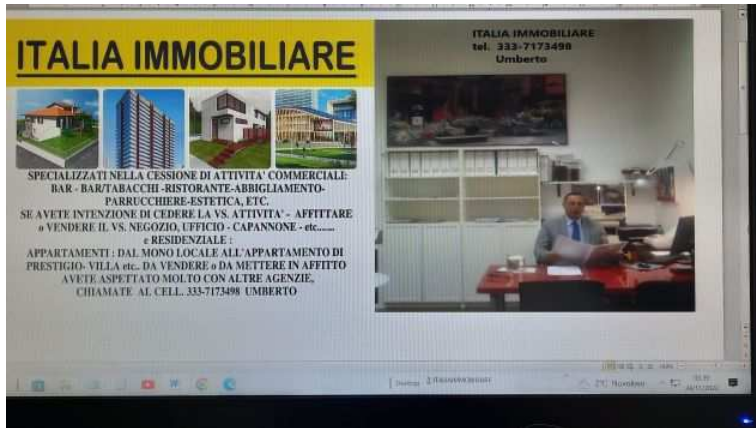 ITALIA IMMOBILIARE
SPECIALIZZATI NELLA CESSIONE DI ATTIVITA' COMMERCIALI:
BAR - BAR/TABACCHI -RISTORANTE-ABBIGLIAMENTO-
PARRUCCHIERE-ESTETICA, ETC.
SE AVETE INTENZIONE DI CEDERE LA VS. ATTIVITA' - AFFITTARE
o VENDERE IL VS. NEGOZIO, UFFICIO - CAPANNONE - etc.......
e RESIDENZIALE :
APPARTAMENTI : DAL MONO LOCALE ALL'APPARTAMENTO DI
PRESTIGIO- VILLA etc.. DA VENDERE o DA METTERE IN AFFITTO
AVETE ASPETTATO MOLTO CON ALTRE AGENZIE,
CHIAMATE AL CELL. 333-7173498 UMBERTO
ITALIA IMMOBILIARE
tel. 333-7173498
Umberto
Desktop
2°C Nuvoloso